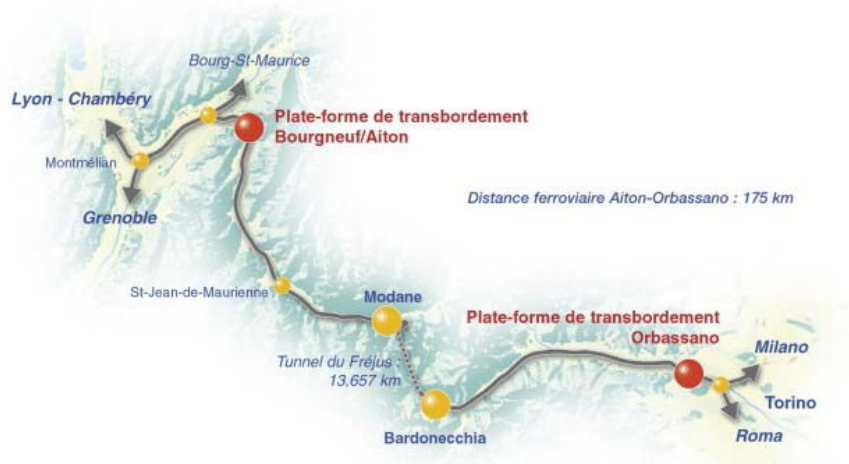 Bourg-St-Maurice
Lyon - Chambéry
Plate-forme de transbordement
Bourgneuf/Aiton
Montmélian
Grenoble
Distance ferroviaire Aiton-Orbassano : 175 km
St-Jean-de-Maurienne
Modane
Plate-forme de transbordement
Orbassano
Tunnel du Fréjus :
13,657 km
Milano
Torino
Bardonecchia
Roma